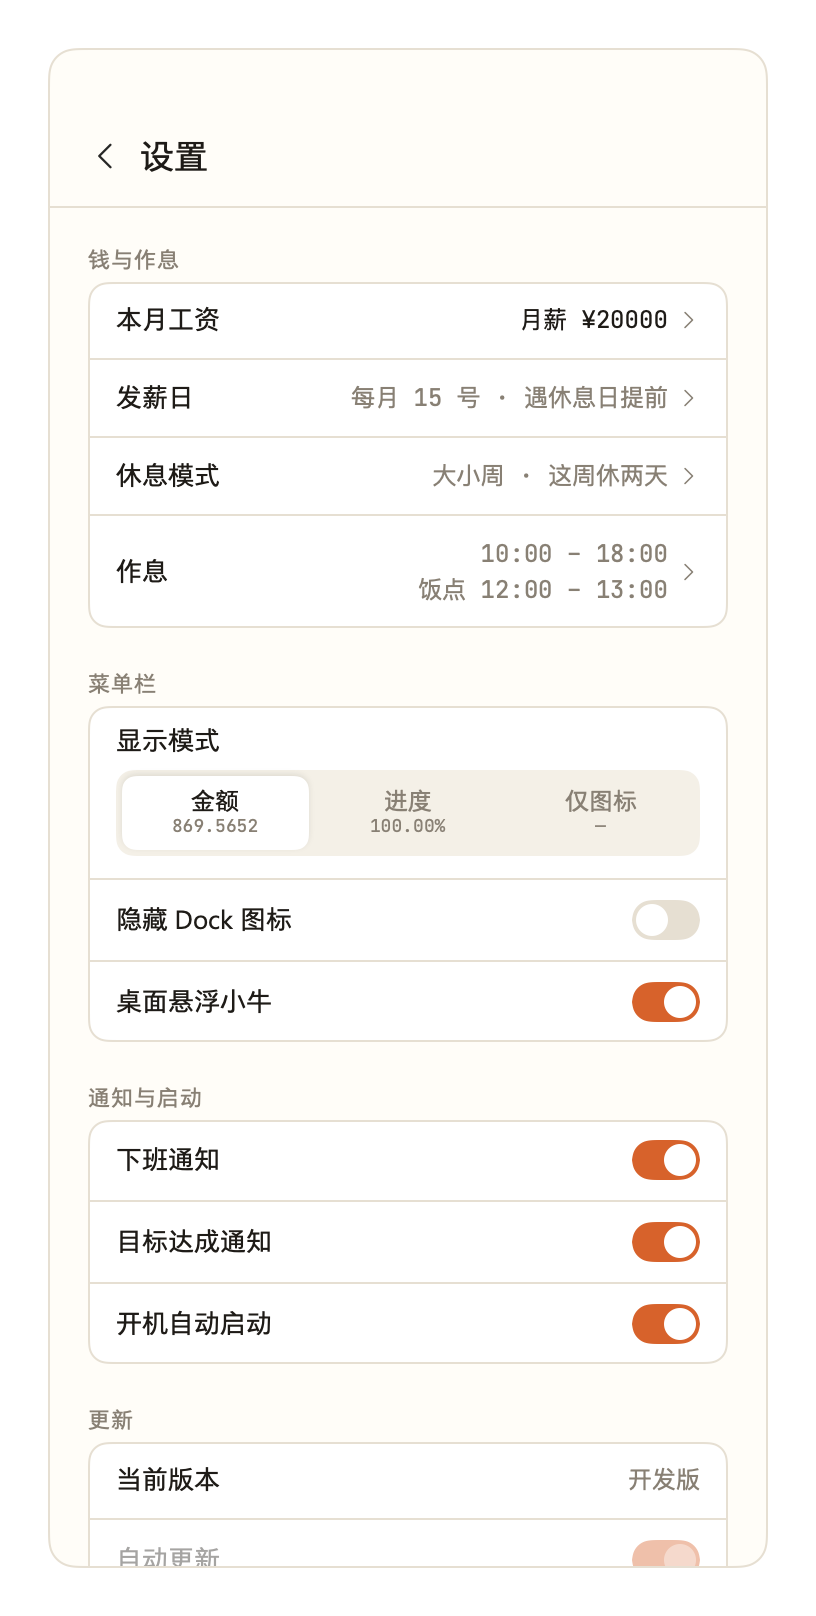 设置
钱与作息
本月工资 月薪 ¥20000
发薪日 每月 15 号 · 遇休息日提前
休息模式 大小周 · 这周休两天
作息 10:00 – 18:00
饭点 12:00 – 13:00
菜单栏
显示模式
金额 进度 仅图标
869.5652 100.00% —
隐藏 Dock 图标
桌面悬浮小牛
通知与启动
下班通知
目标达成通知
开机自动启动
更新
当前版本 开发版
自动更新